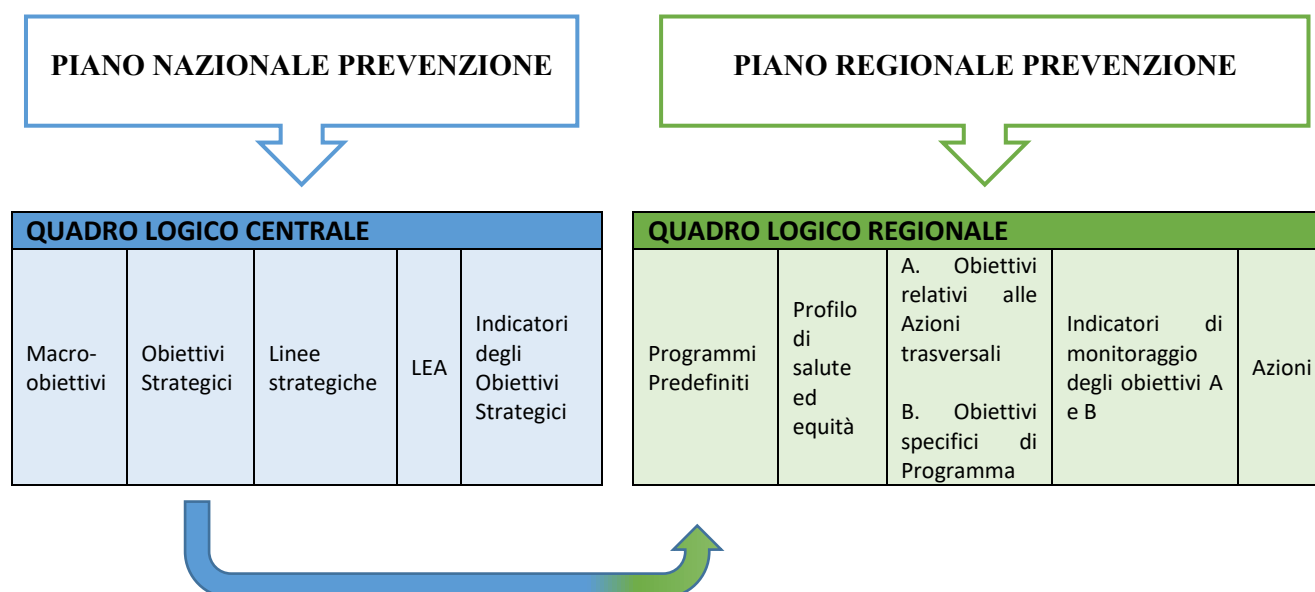 PIANO NAZIONALE PREVENZIONE
PIANO REGIONALE PREVENZIONE
QUADRO LOGICO CENTRALE
Macro-
obiettivi
Obiettivi
Strategici
Linee
strategiche
LEA
Indicatori
degli
Obiettivi
Strategici
QUADRO LOGICO REGIONALE
Programmi
Predefiniti
Profilo
di
salute
ed
equità
A. Obiettivi
relativi alle
Azioni
trasversali
B. Obiettivi
specifici di
Programma
Indicatori di
monitoraggio
degli obiettivi A
e B
Azioni